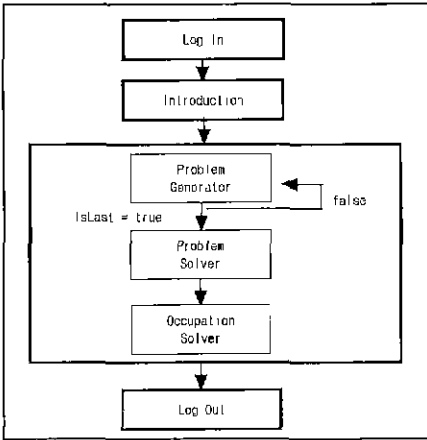 Log In
Introduction
Problem
Generator
false
IsLast = true
Problem
Solver
Occupation
Solver
Log Out